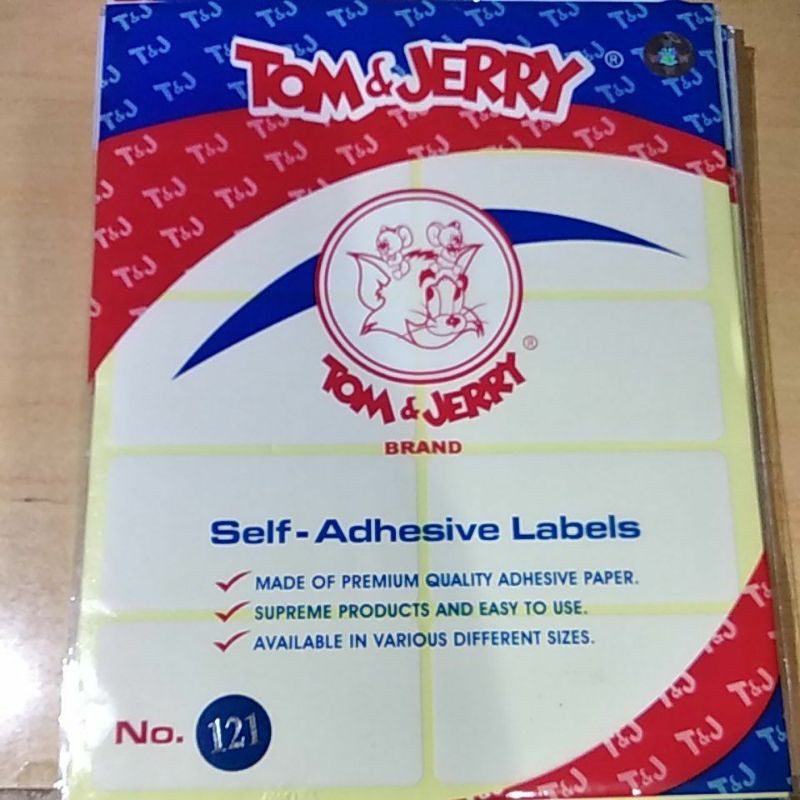 TOM & JERRY ®
TOM & JERRY ®
BRAND
Self-Adhesive Labels
MADE OF PREMIUM QUALITY ADHESIVE PAPER.
SUPREME PRODUCTS AND EASY TO USE.
AVAILABLE IN VARIOUS DIFFERENT SIZES.
No. 121
T&J